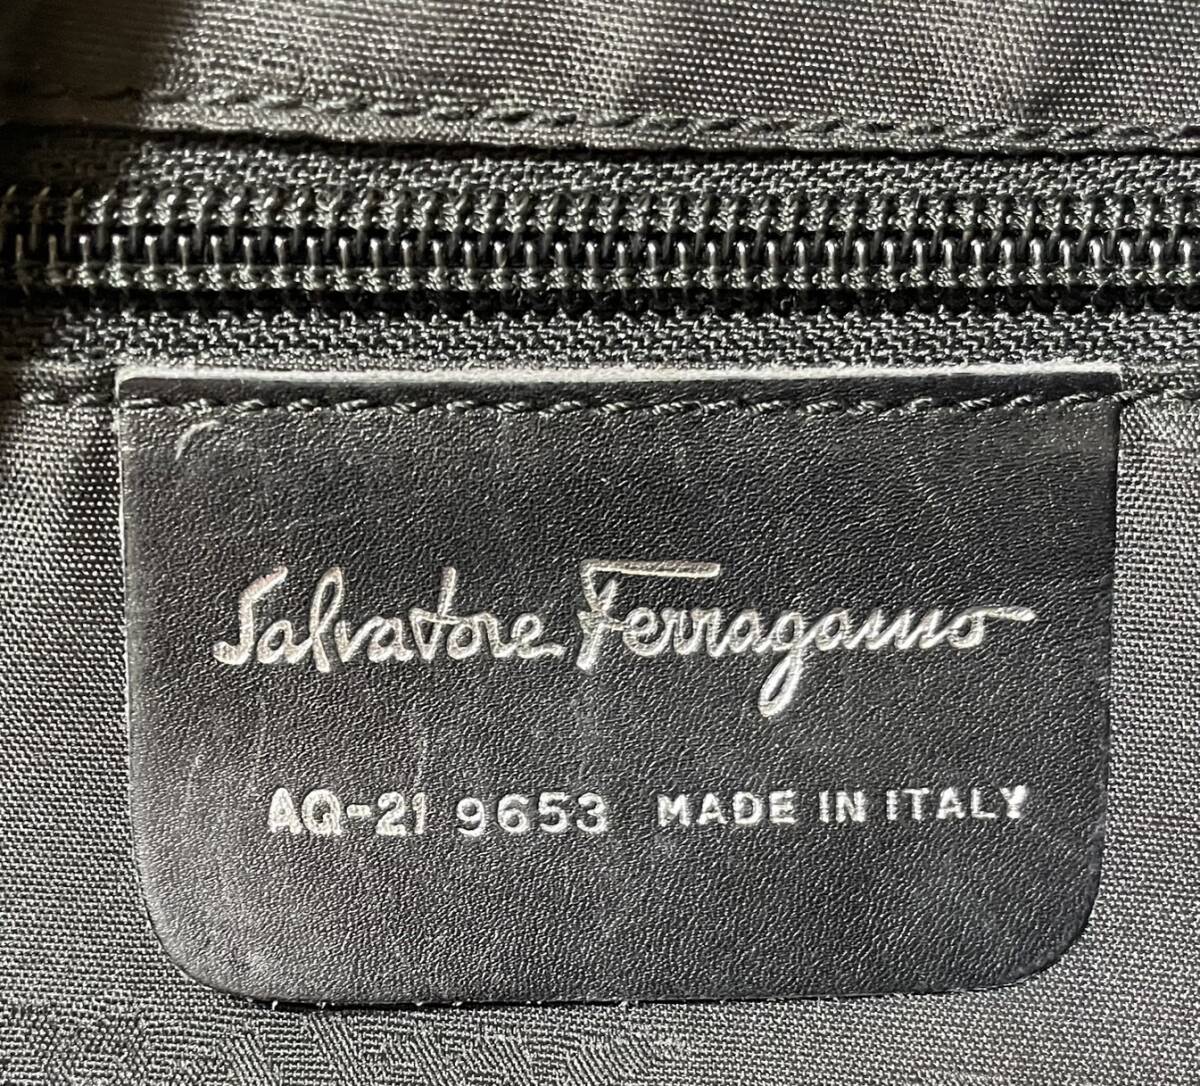 Salvatore Ferragamo
AQ-21 9653 MADE IN ITALY